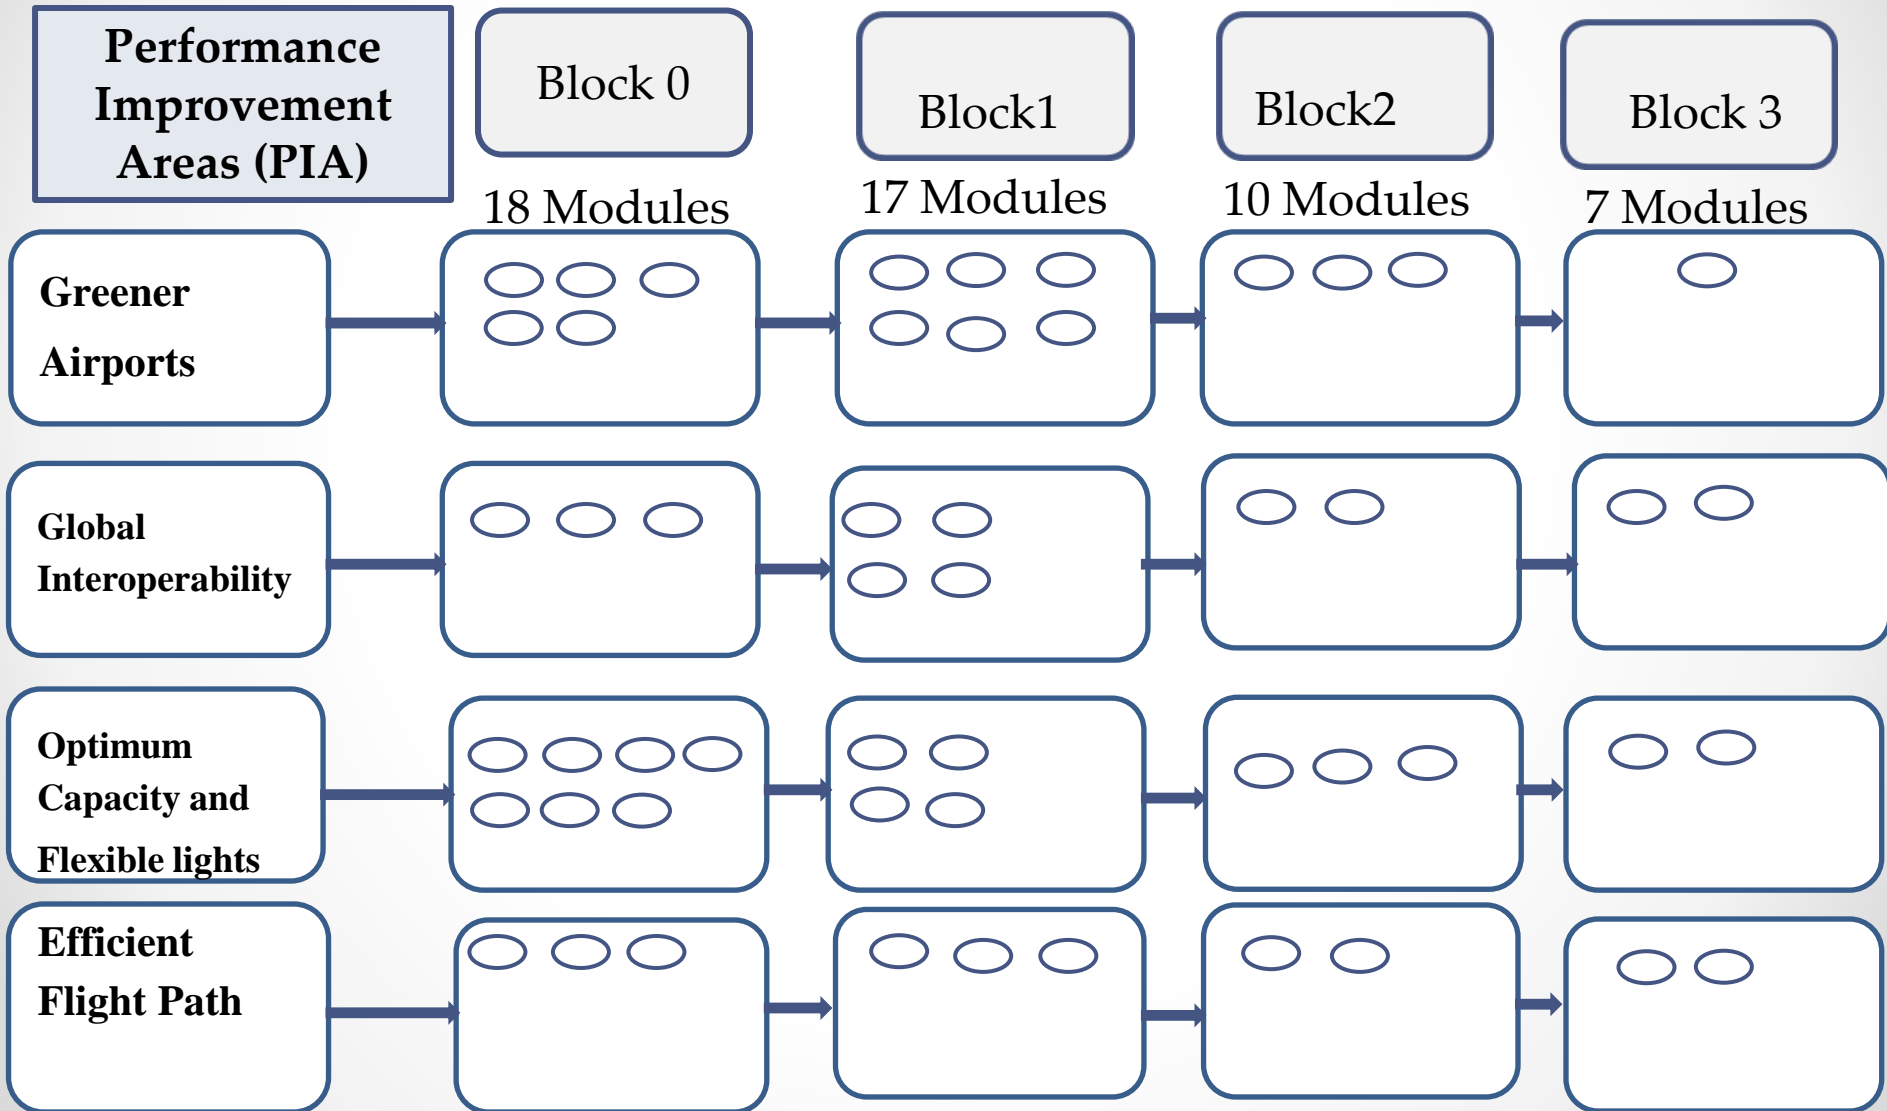 Performance
Improvement
Areas (PIA)
Block 0
Block1
Block2
Block 3
18 Modules
17 Modules
10 Modules
7 Modules
Greener
Airports
Global
Interoperability
Optimum
Capacity and
Flexible lights
Efficient
Flight Path